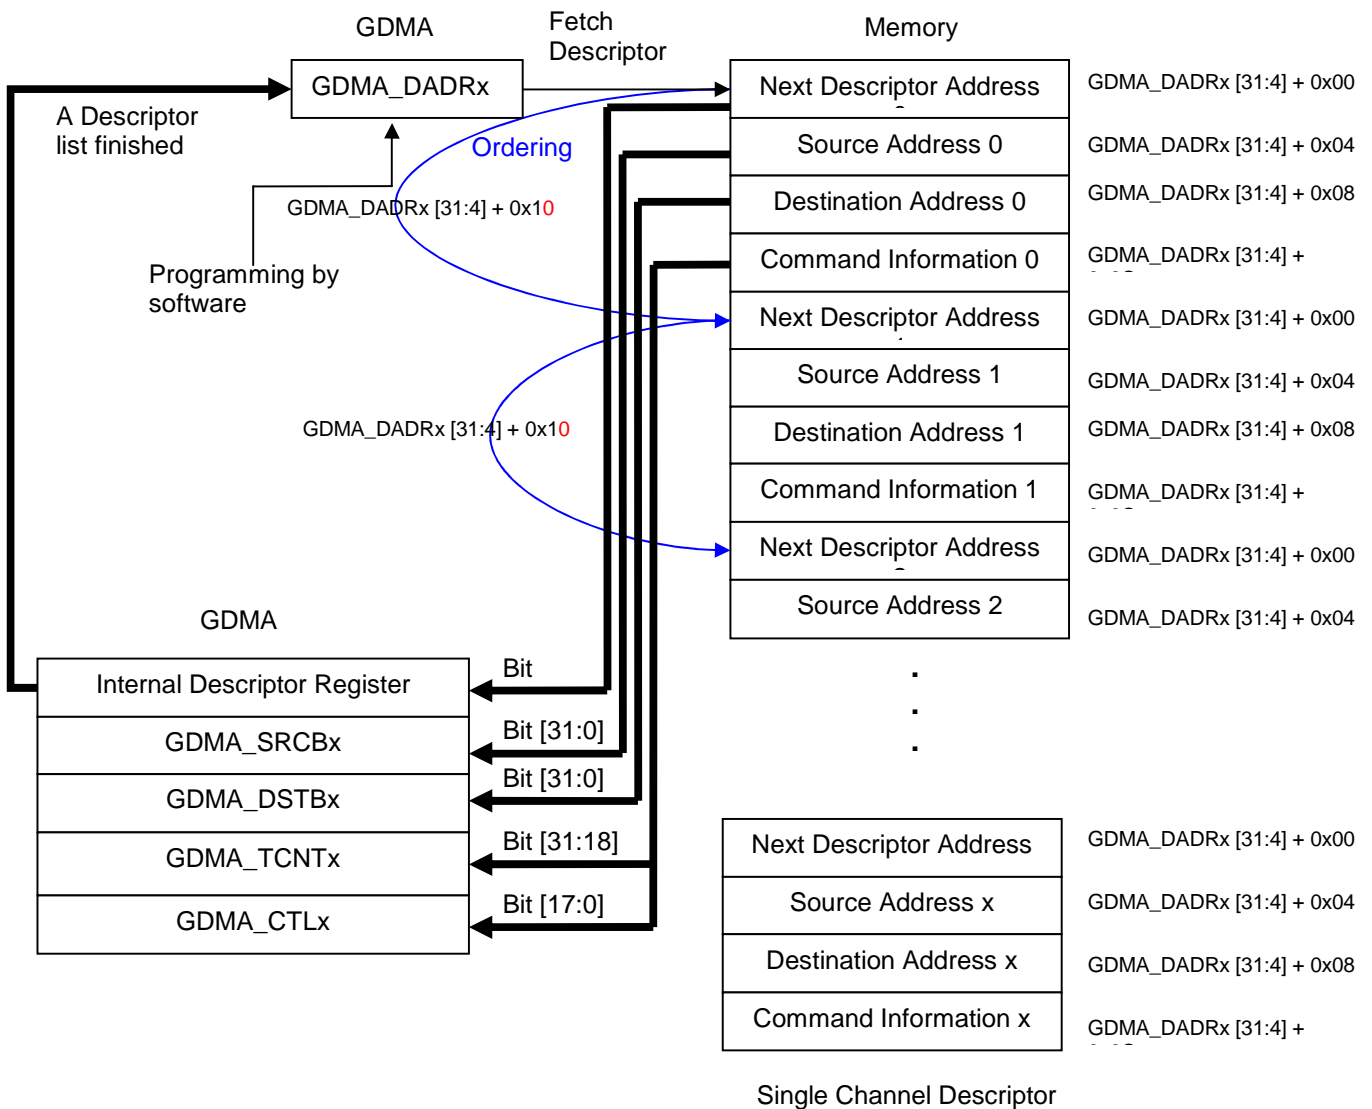 GDMA
Fetch
Descriptor
Memory
GDMA_DADRx
A Descriptor
list finished
Ordering
GDMA_DADRx [31:4] + 0x10
Programming by
software
GDMA_DADRx [31:4] + 0x10
Next Descriptor Address
GDMA_DADRx [31:4] + 0x00
Source Address 0
GDMA_DADRx [31:4] + 0x04
Destination Address 0
GDMA_DADRx [31:4] + 0x08
Command Information 0
GDMA_DADRx [31:4] +
Next Descriptor Address
GDMA_DADRx [31:4] + 0x00
Source Address 1
GDMA_DADRx [31:4] + 0x04
Destination Address 1
GDMA_DADRx [31:4] + 0x08
Command Information 1
GDMA_DADRx [31:4] +
Next Descriptor Address
GDMA_DADRx [31:4] + 0x00
Source Address 2
GDMA_DADRx [31:4] + 0x04
.
.
.
GDMA
Internal Descriptor Register
Bit
GDMA_SRCBx
Bit [31:0]
GDMA_DSTBx
Bit [31:0]
GDMA_TCNTx
Bit [31:18]
GDMA_CTLx
Bit [17:0]
Next Descriptor Address
GDMA_DADRx [31:4] + 0x00
Source Address x
GDMA_DADRx [31:4] + 0x04
Destination Address x
GDMA_DADRx [31:4] + 0x08
Command Information x
GDMA_DADRx [31:4] +
Single Channel Descriptor